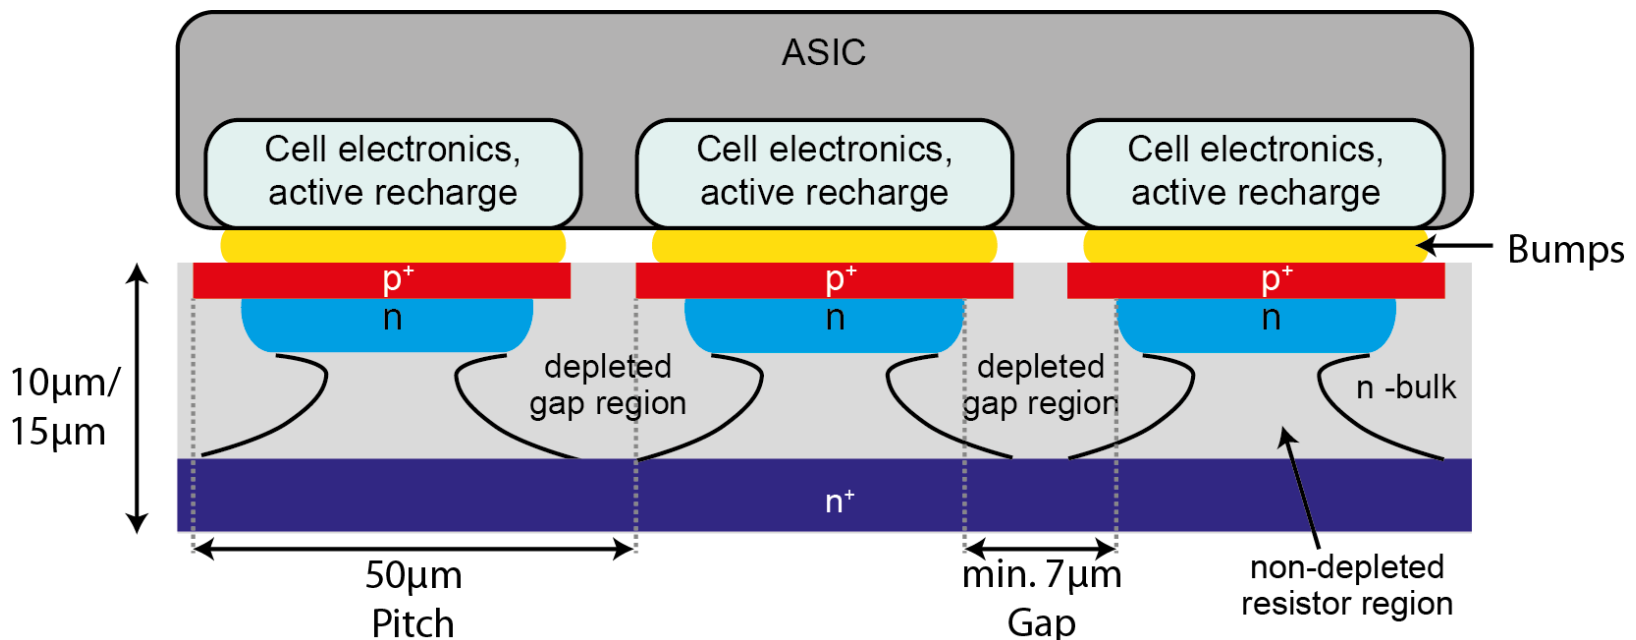 ASIC
Cell electronics,
active recharge
Cell electronics,
active recharge
Cell electronics,
active recharge
Bumps
p+
p+
p+
n
n
n
10µm/
15µm
depleted
gap region
depleted
gap region
n -bulk
n+
50µm
Pitch
min. 7µm
Gap
non-depleted
resistor region